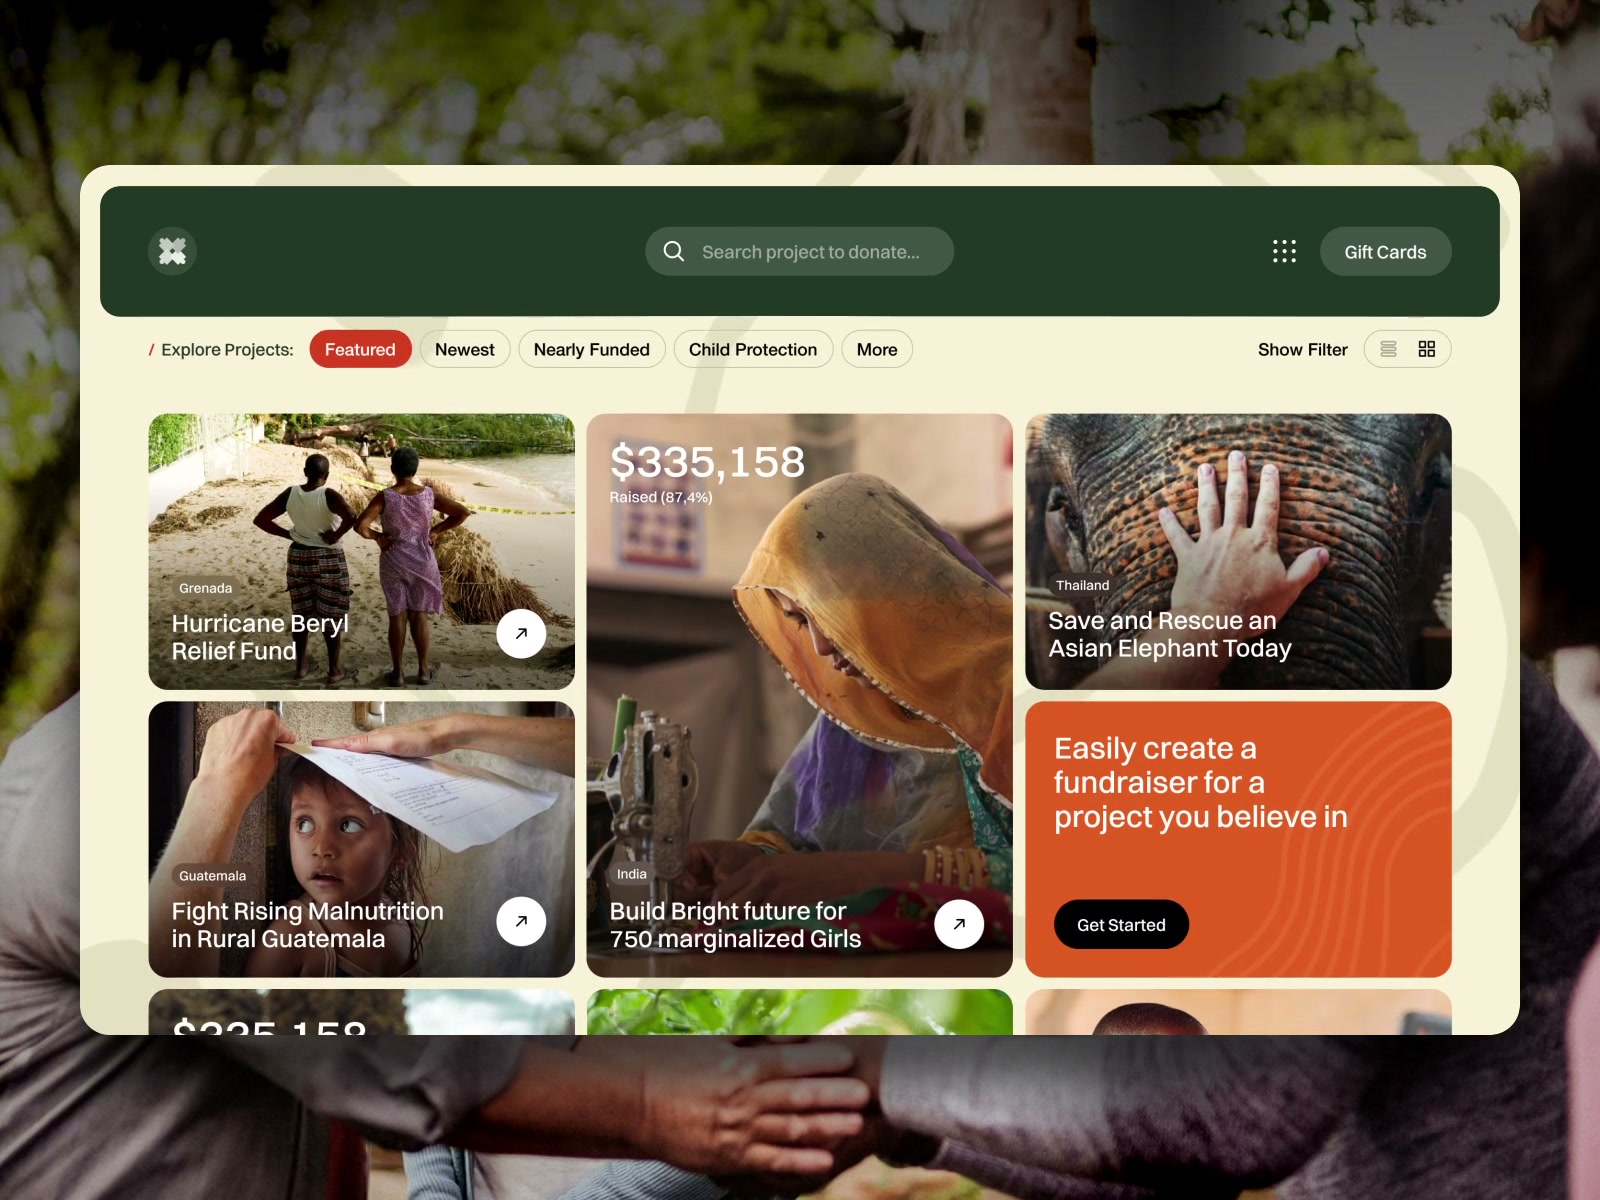 Search project to donate...
Gift Cards
/ Explore Projects:
Featured
Newest
Nearly Funded
Child Protection
More
Show Filter
Grenada
Hurricane Beryl
Relief Fund
$335,158
Raised (87,4%)
India
Build Bright future for
750 marginalized Girls
Thailand
Save and Rescue an
Asian Elephant Today
Guatemala
Fight Rising Malnutrition
in Rural Guatemala
Easily create a
fundraiser for a
project you believe in
Get Started